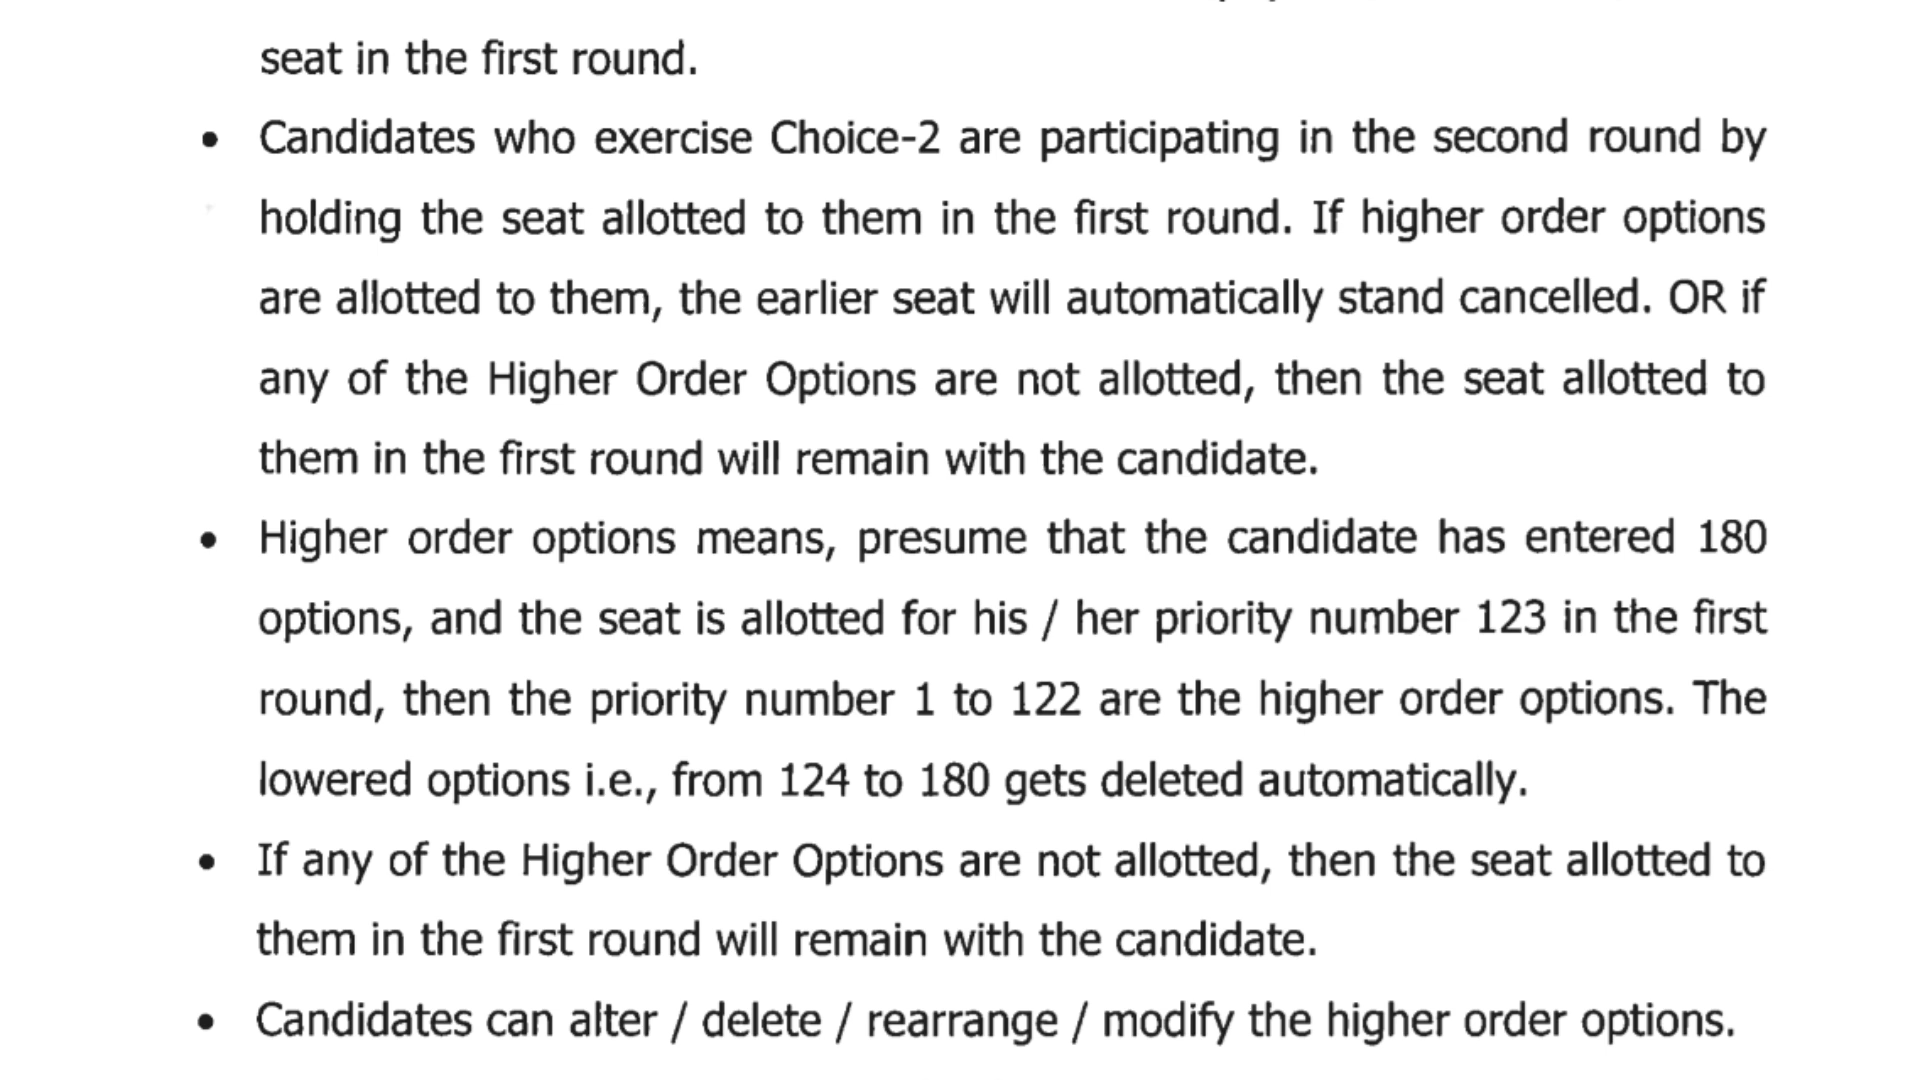 seat in the first round.
• Candidates who exercise Choice-2 are participating in the second round by
holding the seat allotted to them in the first round. If higher order options
are allotted to them, the earlier seat will automatically stand cancelled. OR if
any of the Higher Order Options are not allotted, then the seat allotted to
them in the first round will remain with the candidate.
• Higher order options means, presume that the candidate has entered 180
options, and the seat is allotted for his / her priority number 123 in the first
round, then the priority number 1 to 122 are the higher order options. The
lowered options i.e., from 124 to 180 gets deleted automatically.
• If any of the Higher Order Options are not allotted, then the seat allotted to
them in the first round will remain with the candidate.
• Candidates can alter / delete / rearrange / modify the higher order options.